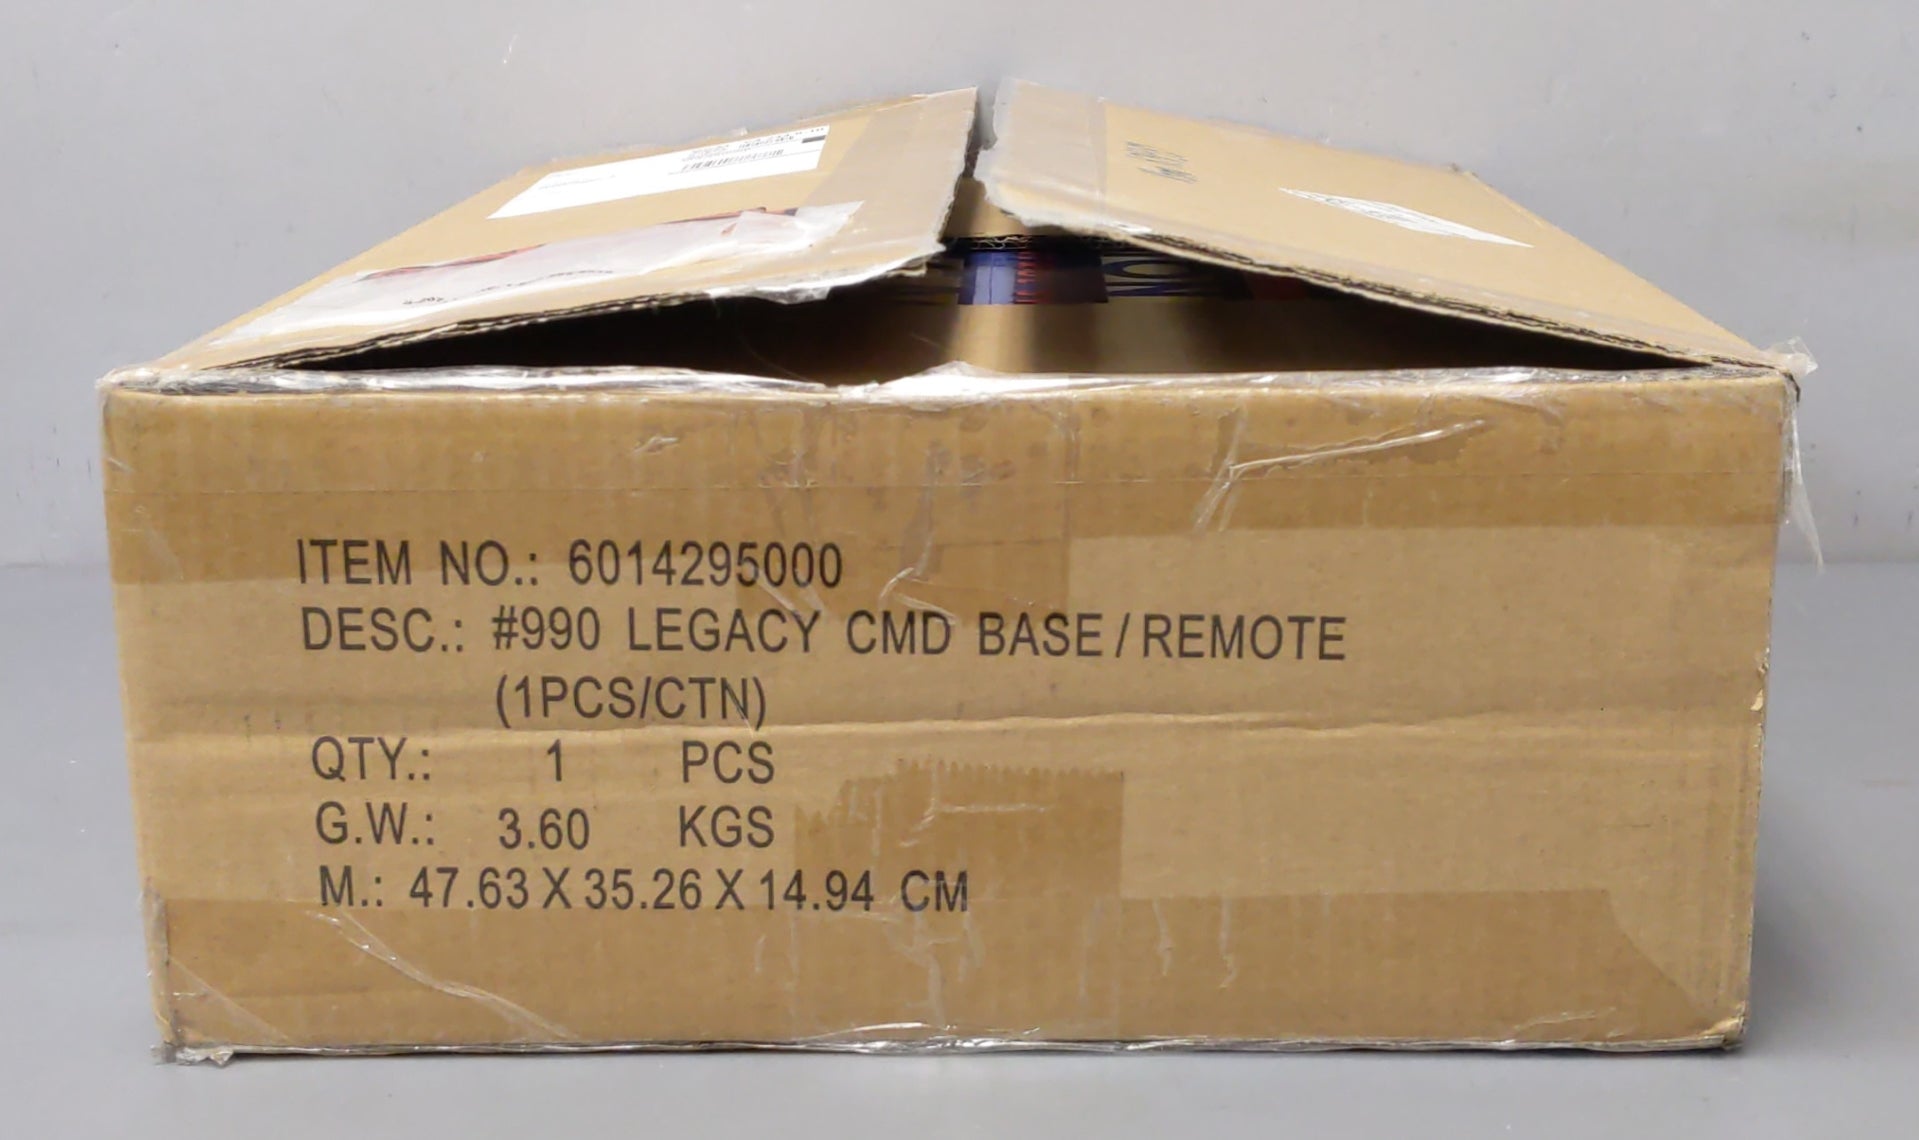 ITEM NO.: 6014295000
DESC.: #990 LEGACY CMD BASE/REMOTE
(1PCS/CTN)
QTY.: 1 PCS
G.W.: 3.60 KGS
M.: 47.63 X 35.26 X 14.94 CM